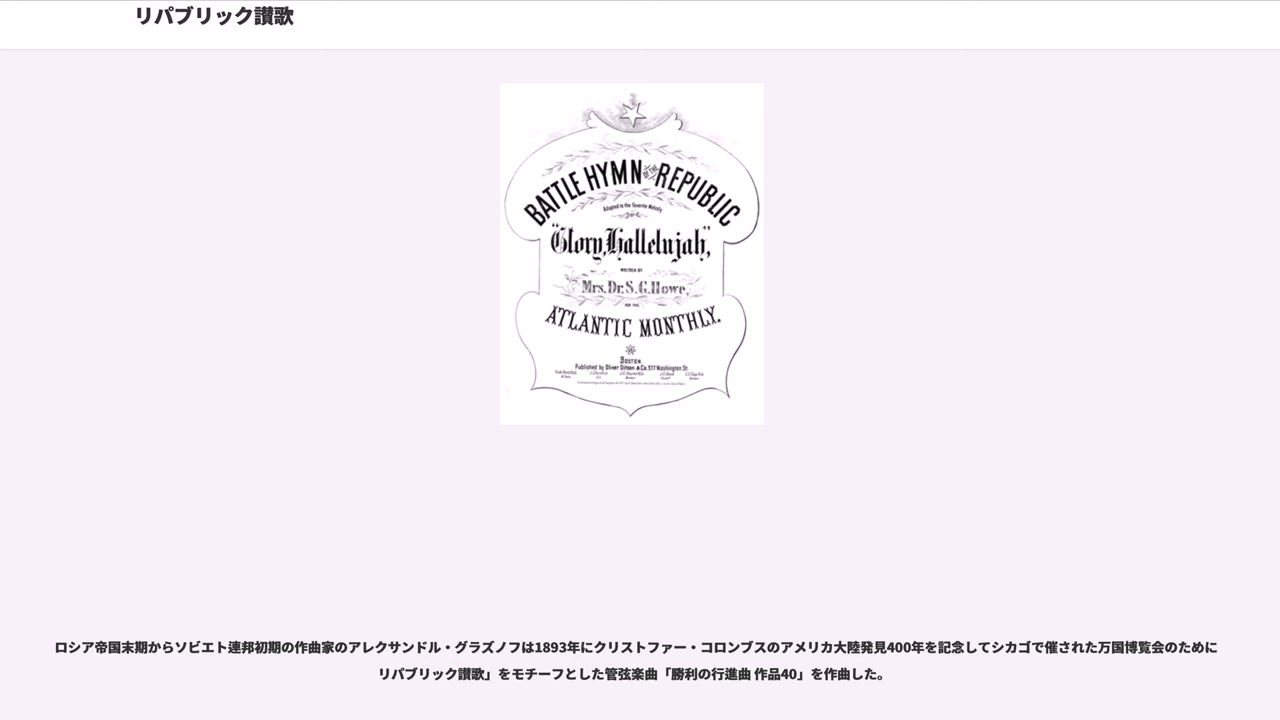 リパブリック讃歌
BATTLE HYMN OF THE REPUBLIC
Adapted to the favorite Melody
OF
"Glory, Hallelujah",
WRITTEN BY
Mrs. Dr. S. G. Howe,
FOR THE
ATLANTIC MONTHLY.
BOSTON
Published by Oliver Ditson & Co. 277 Washington St.
ロシア帝国末期からソビエト連邦初期の作曲家のアレクサンドル・グラズノフは1893年にクリストファー・コロンブスのアメリカ大陸発見400年を記念してシカゴで催された万国博覧会のために
リパブリック讃歌」をモチーフとした管弦楽曲「勝利の行進曲 作品40」を作曲した。